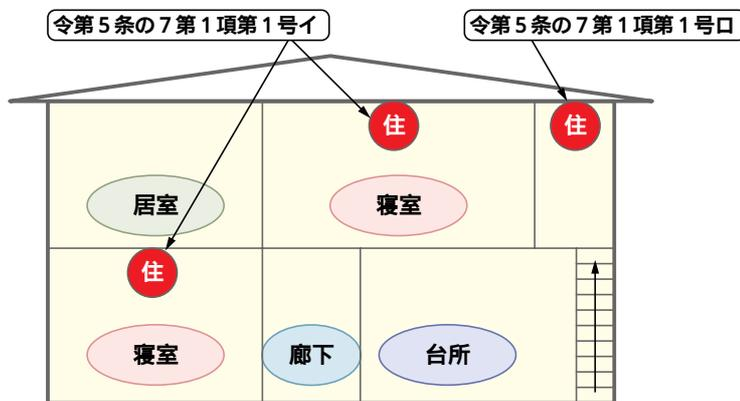 令第5条の7第1項第1号イ
令第5条の7第1項第1号ロ
住
住
居室
寝室
住
寝室
廊下
台所